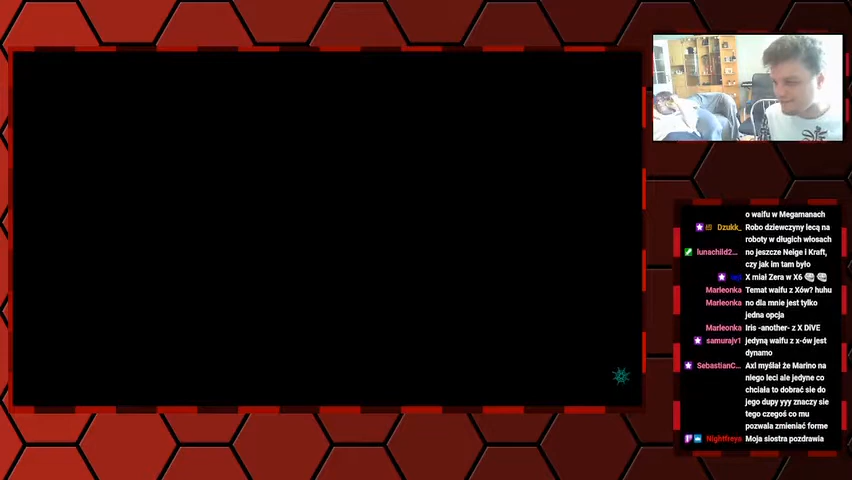 o waifu w Megamanach
Dzukk_ Robo dziewczyny lecą na
roboty w długich włosach
lunachild2... no jeszcze Neige i Kraft,
czy jak im tam było
X miał Zera w X6
Marleonka Temat waifu z Xów? huhu
Marleonka no dla mnie jest tylko
jedna opcja
Marleonka Iris -another- z X DiVE
samurajv1 jedyną waifu z x-ów jest
dynamo
SebastianC... Axl myślał że Marino na
niego leci ale jedyne co
chciała to dobrać sie do
jego dupy yyy znaczy sie
tego czegoś co mu
pozwala zmieniać forme
Nightfreya Moja siostra pozdrawia